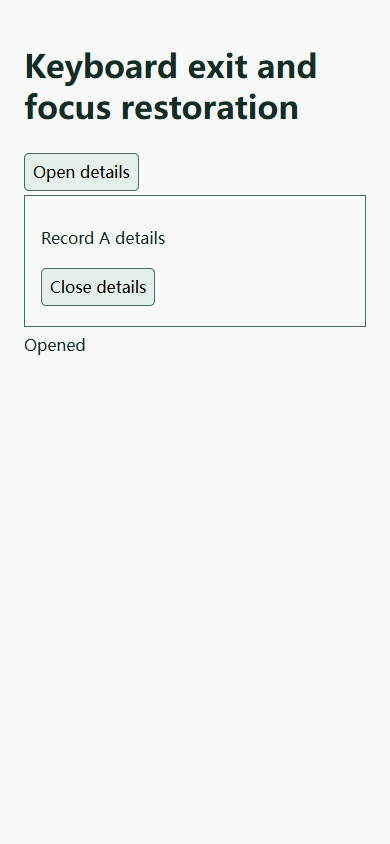 Keyboard exit and
focus restoration
Open details
Record A details
Close details
Opened